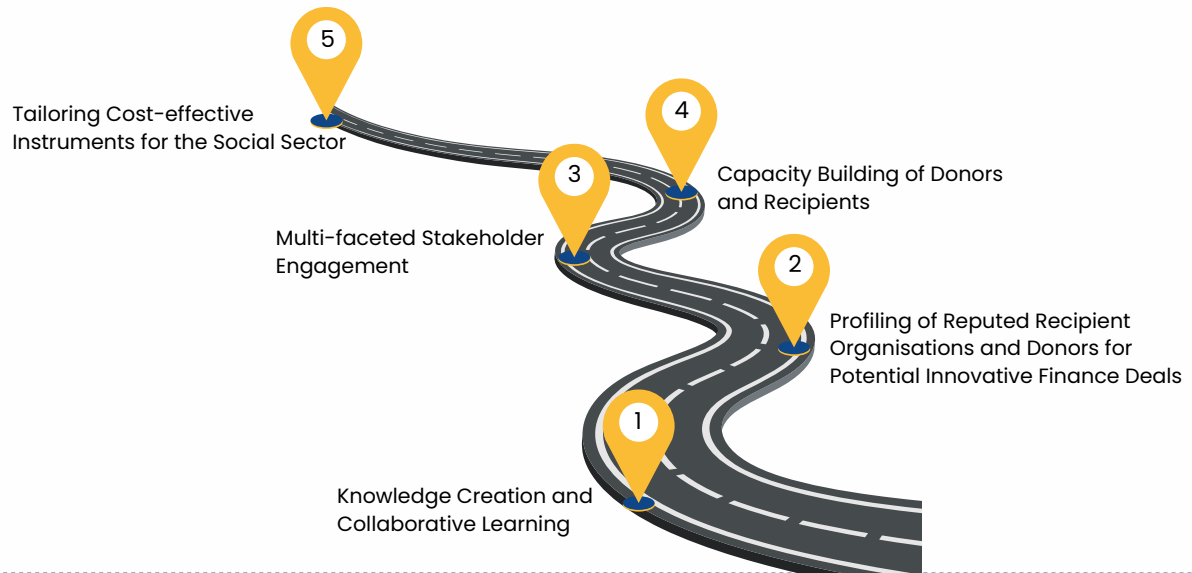 5
Tailoring Cost-effective
Instruments for the Social Sector
4
Capacity Building of Donors
and Recipients
3
Multi-faceted Stakeholder
Engagement
2
Profiling of Reputed Recipient
Organisations and Donors for
Potential Innovative Finance Deals
1
Knowledge Creation and
Collaborative Learning